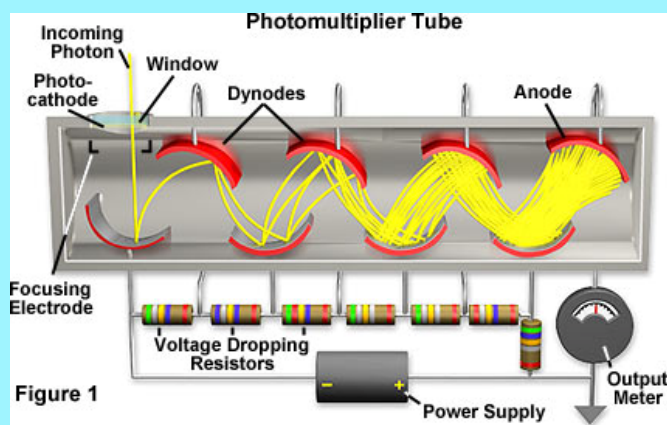 Photomultiplier Tube
Incoming
Photon
Window
Photo-
cathode
Dynodes
Anode
Focusing
Electrode
Voltage Dropping
Resistors
Figure 1
– +
Power Supply
Output
Meter